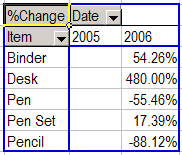 %Change Date
Item 2005 2006
Binder 54.26%
Desk 480.00%
Pen -55.46%
Pen Set 17.39%
Pencil -88.12%